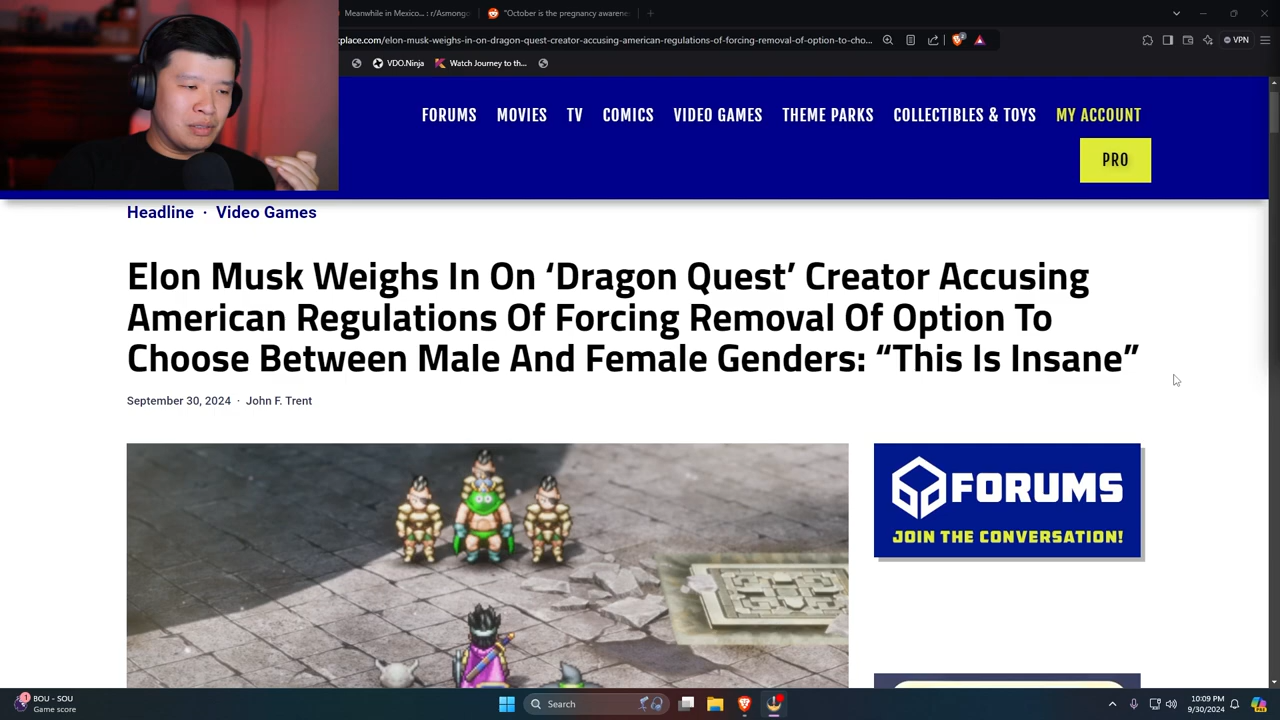 Meanwhile in Mexico... : r/Asmong
"October is the pregnancy awarene
kplace.com/elon-musk-weighs-in-on-dragon-quest-creator-accusing-american-regulations-of-forcing-removal-of-option-to-cho...
VPN
VDO.Ninja
Watch Journey to th...
FORUMS MOVIES TV COMICS VIDEO GAMES THEME PARKS COLLECTIBLES & TOYS MY ACCOUNT
PRO
Headline · Video Games
Elon Musk Weighs In On ‘Dragon Quest’ Creator Accusing
American Regulations Of Forcing Removal Of Option To
Choose Between Male And Female Genders: “This Is Insane”
September 30, 2024 · John F. Trent
FORUMS
JOIN THE CONVERSATION!
1
BOU - SOU
Game score
Search
10:09 PM
9/30/2024